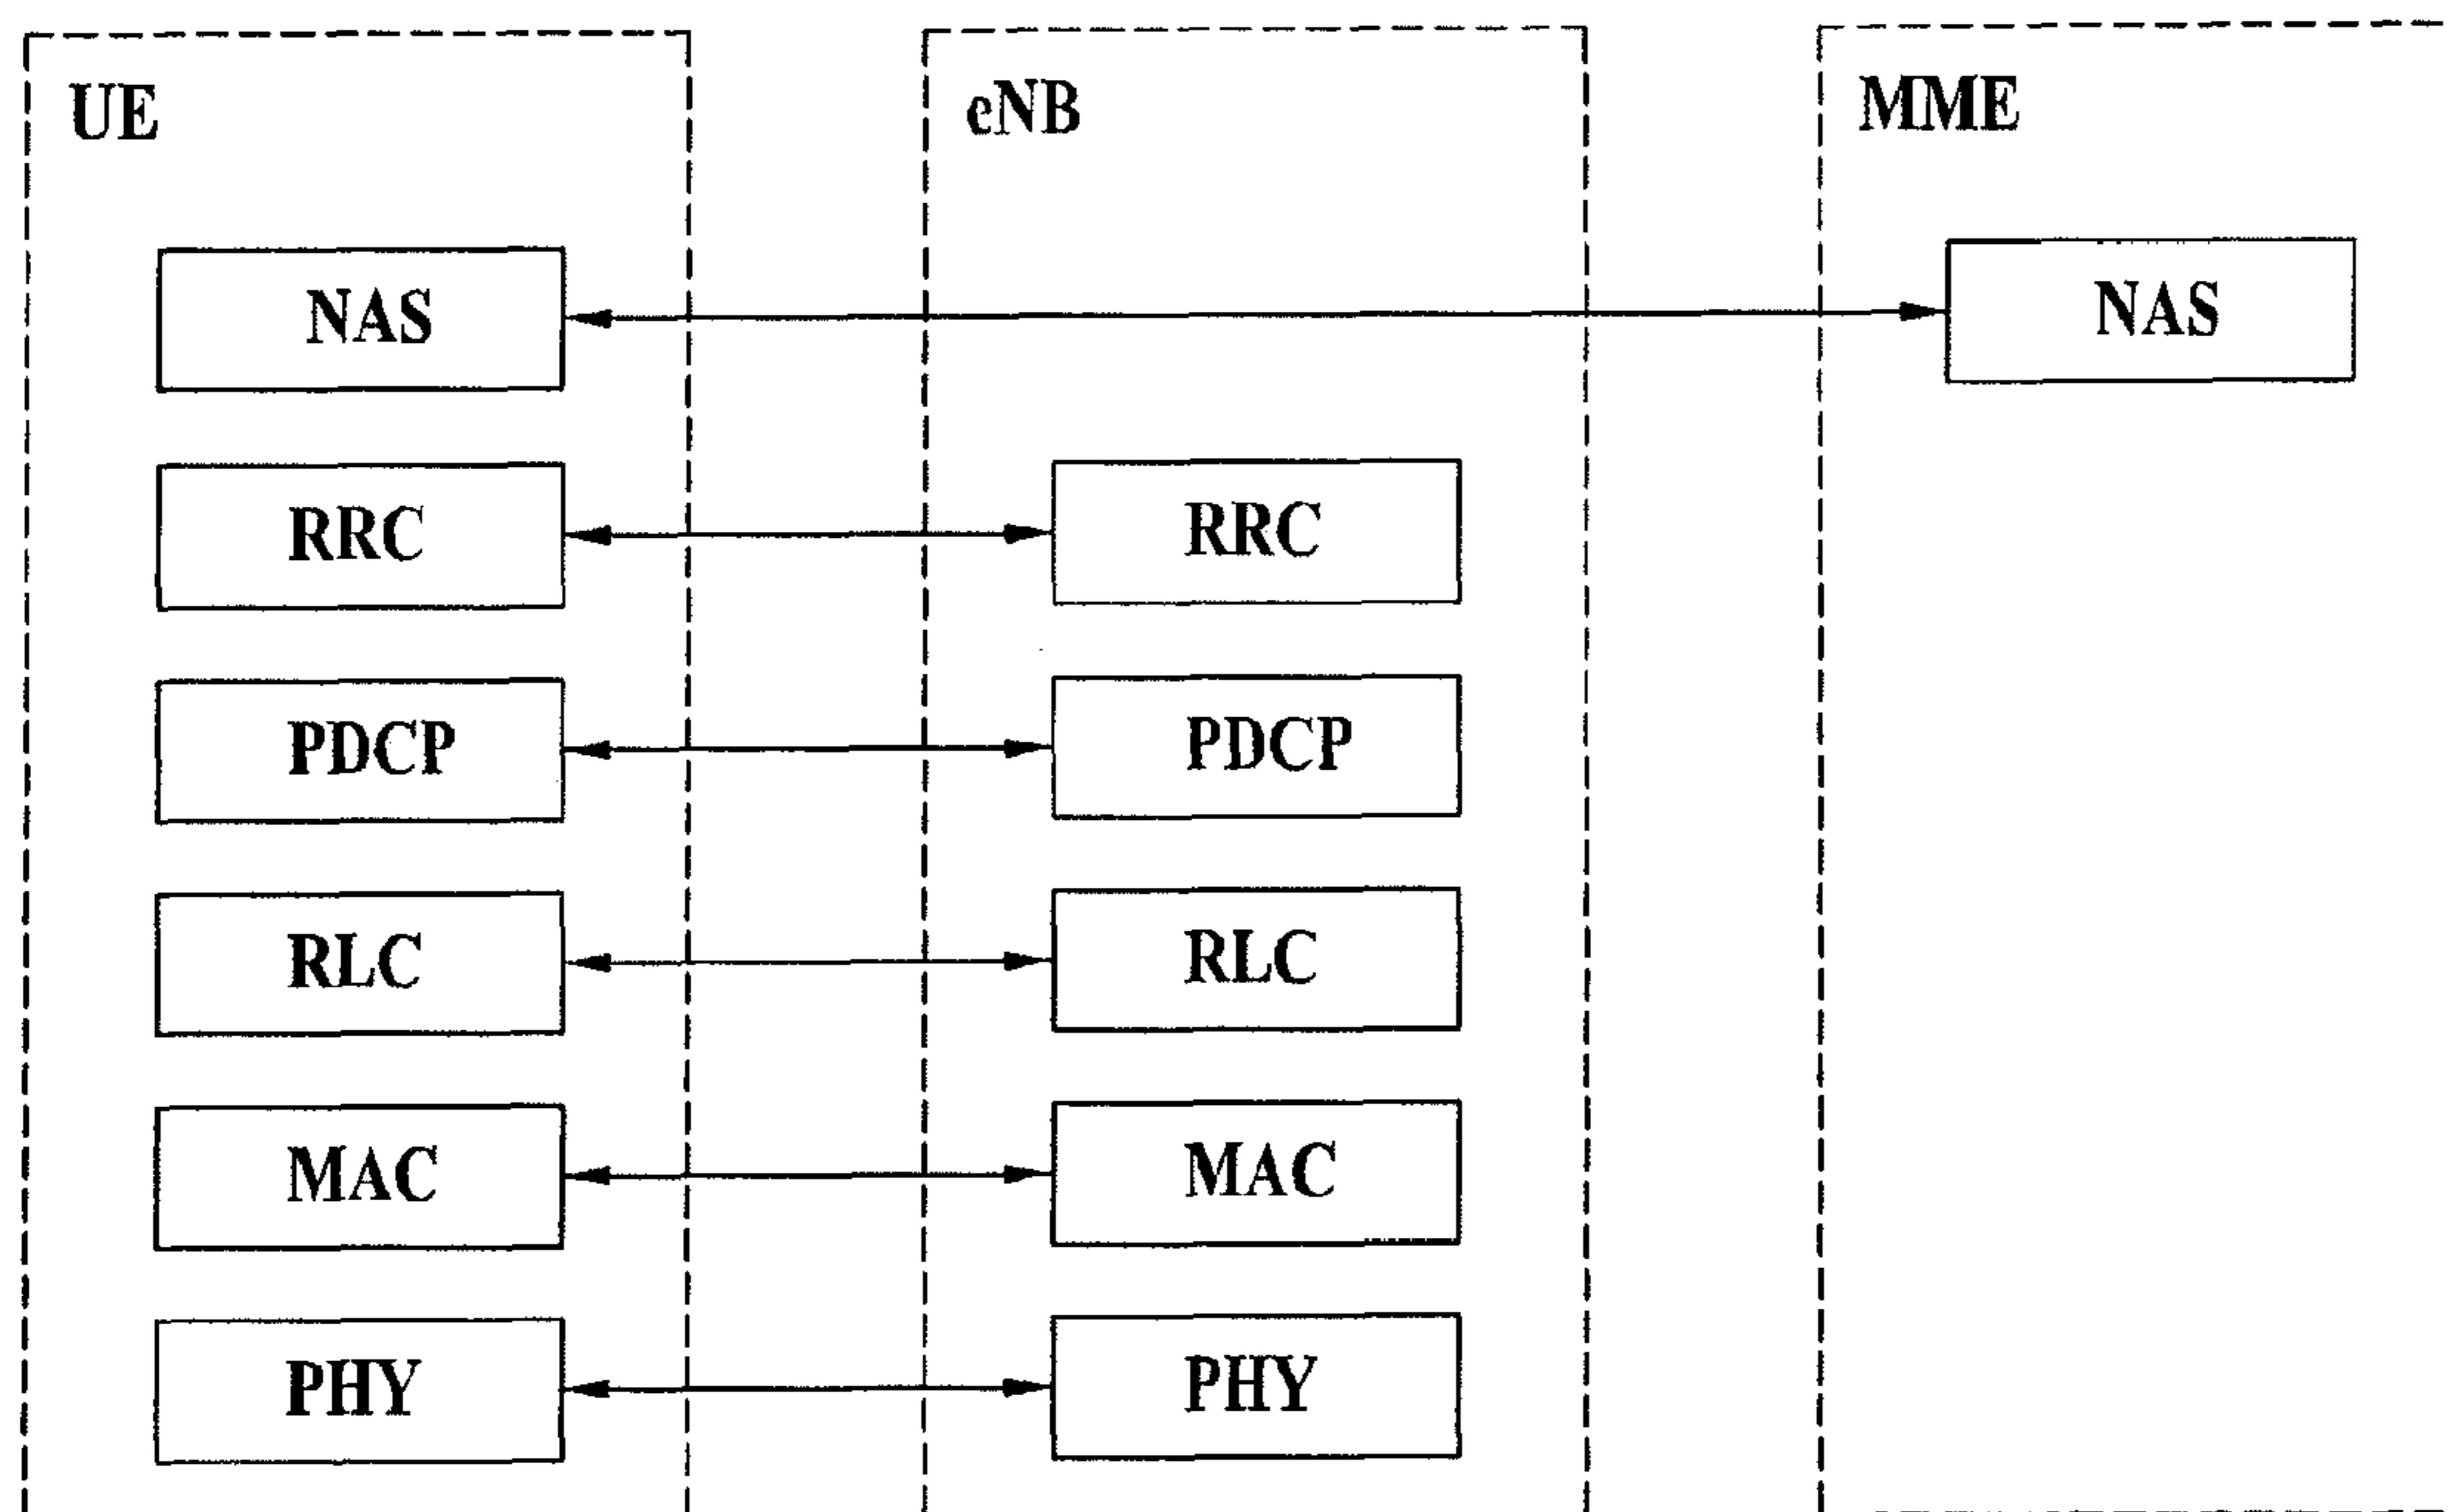 UE eNB MME
NAS NAS
RRC RRC
PDCP PDCP
RLC RLC
MAC MAC
PHY PHY